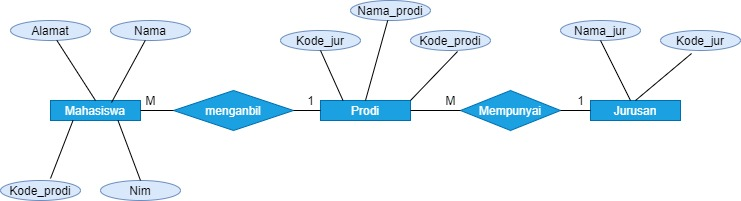 Nama_prodi
Alamat
Nama
Kode_jur
Kode_prodi
Nama_jur
Kode_jur
Mahasiswa
M
menganbil
1
Prodi
M
Mempunyai
1
Jurusan
Kode_prodi
Nim